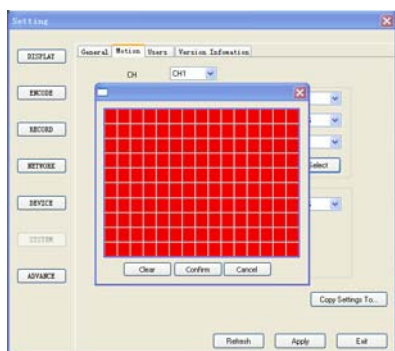 Setting
DISPLAY
ENCODE
RECORD
NETWORK
DEVICE
SYSTEM
ADVANCE
General Motion Users Version Infomation
CH CH1
Select
Clear Confirm Cancel
Copy Settings To...
Refresh Apply Exit